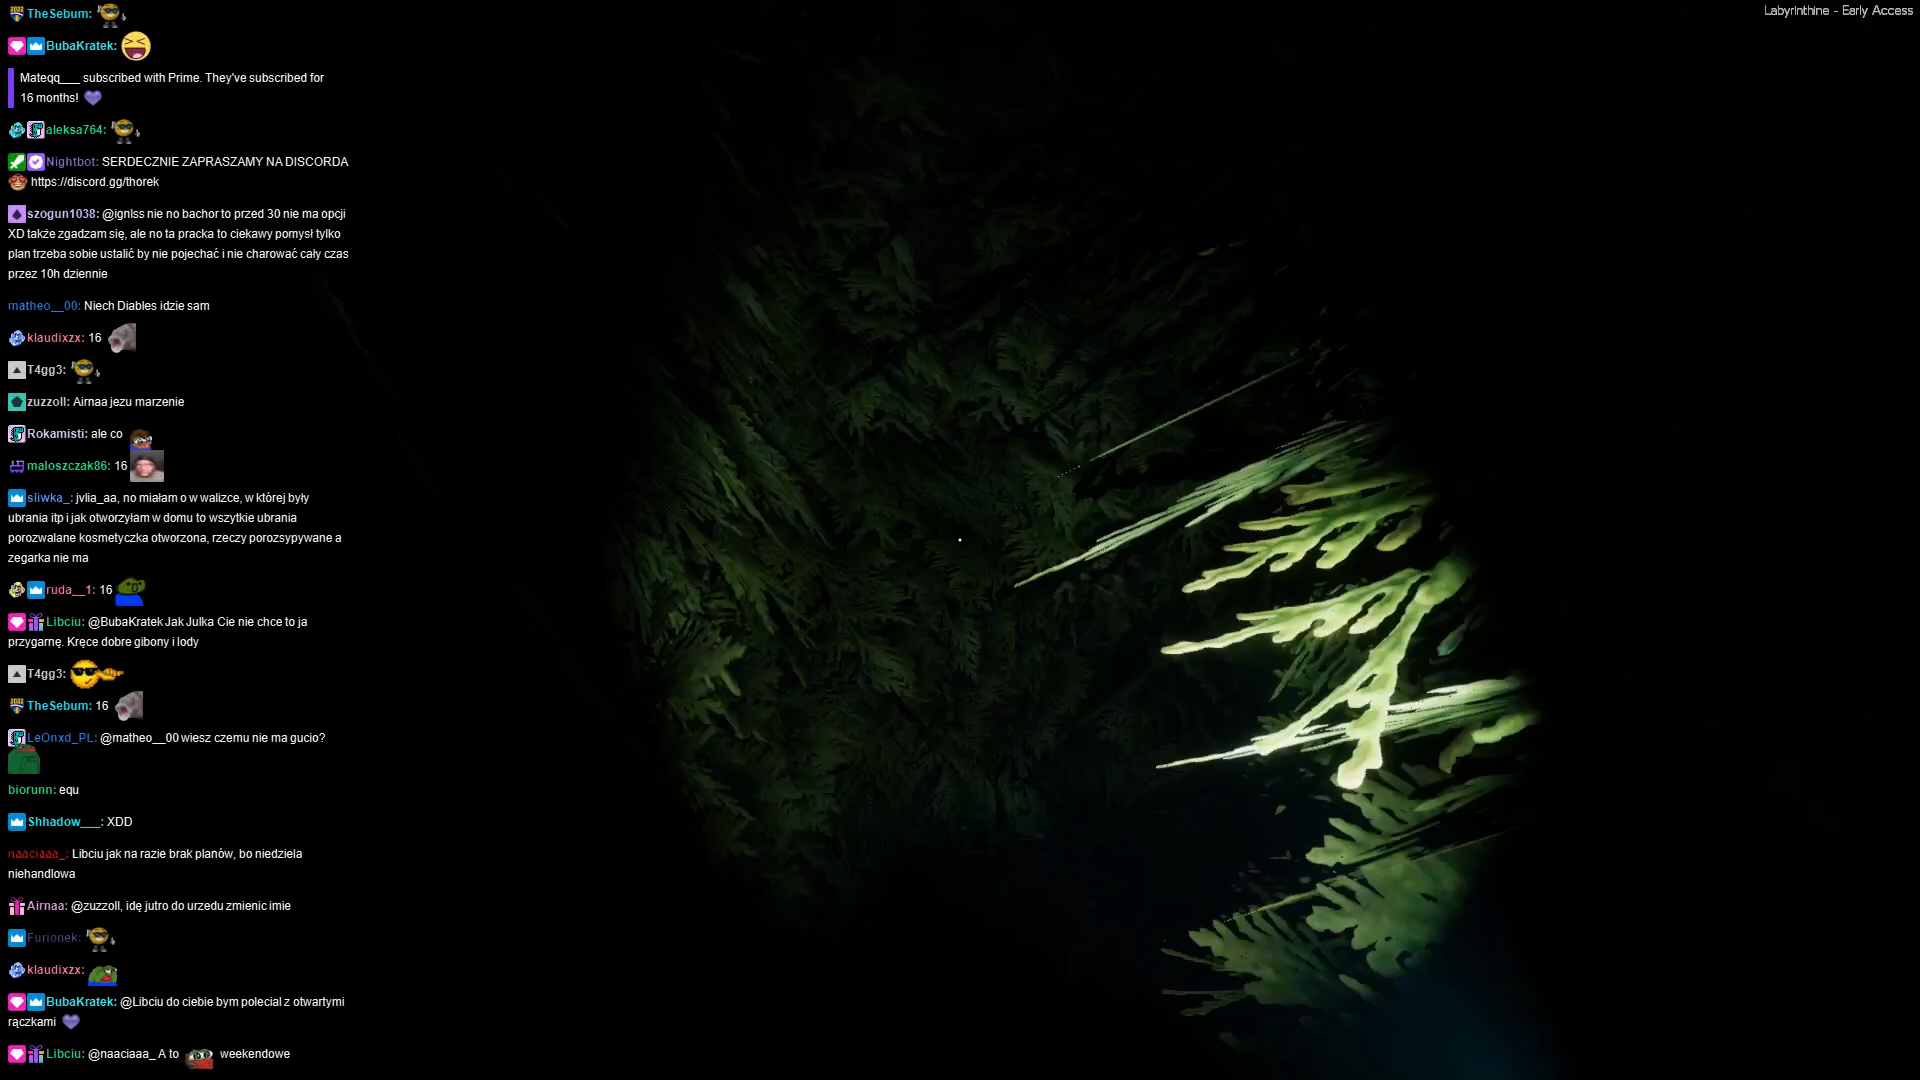 Labyrinthine - Early Access
TheSebum:
BubaKratek:
Mateqq___ subscribed with Prime. They've subscribed for
16 months!
aleksa764:
Nightbot: SERDECZNIE ZAPRASZAMY NA DISCORDA
https://discord.gg/thorek
szogun1038: @ignlss nie no bachor to przed 30 nie ma opcji
XD także zgadzam się, ale no ta pracka to ciekawy pomysł tylko
plan trzeba sobie ustalić by nie pojechać i nie charować cały czas
przez 10h dziennie
matheo__00: Niech Diables idzie sam
klaudixzx: 16
T4gg3:
zuzzoll: Airnaa jezu marzenie
Rokamisti: ale co
maloszczak86: 16
sliwka_: jvlia_aa, no miałam o w walizce, w której były
ubrania itp i jak otworzyłam w domu to wszytkie ubrania
porozwalane kosmetyczka otworzona, rzeczy porozsypywane a
zegarka nie ma
ruda__1: 16
Libciu: @BubaKratek Jak Julka Cie nie chce to ja
przygarnę. Kręce dobre gibony i lody
T4gg3:
TheSebum: 16
LeOnxd_PL: @matheo__00 wiesz czemu nie ma gucio?
biorunn: equ
Shhadow___: XDD
naaciaaa_: Libciu jak na razie brak planów, bo niedziela
niehandlowa
Airnaa: @zuzzoll, idę jutro do urzedu zmienic imie
Furionek:
klaudixzx:
BubaKratek: @Libciu do ciebie bym polecial z otwartymi
rączkami
Libciu: @naaciaaa_ A to weekendowe